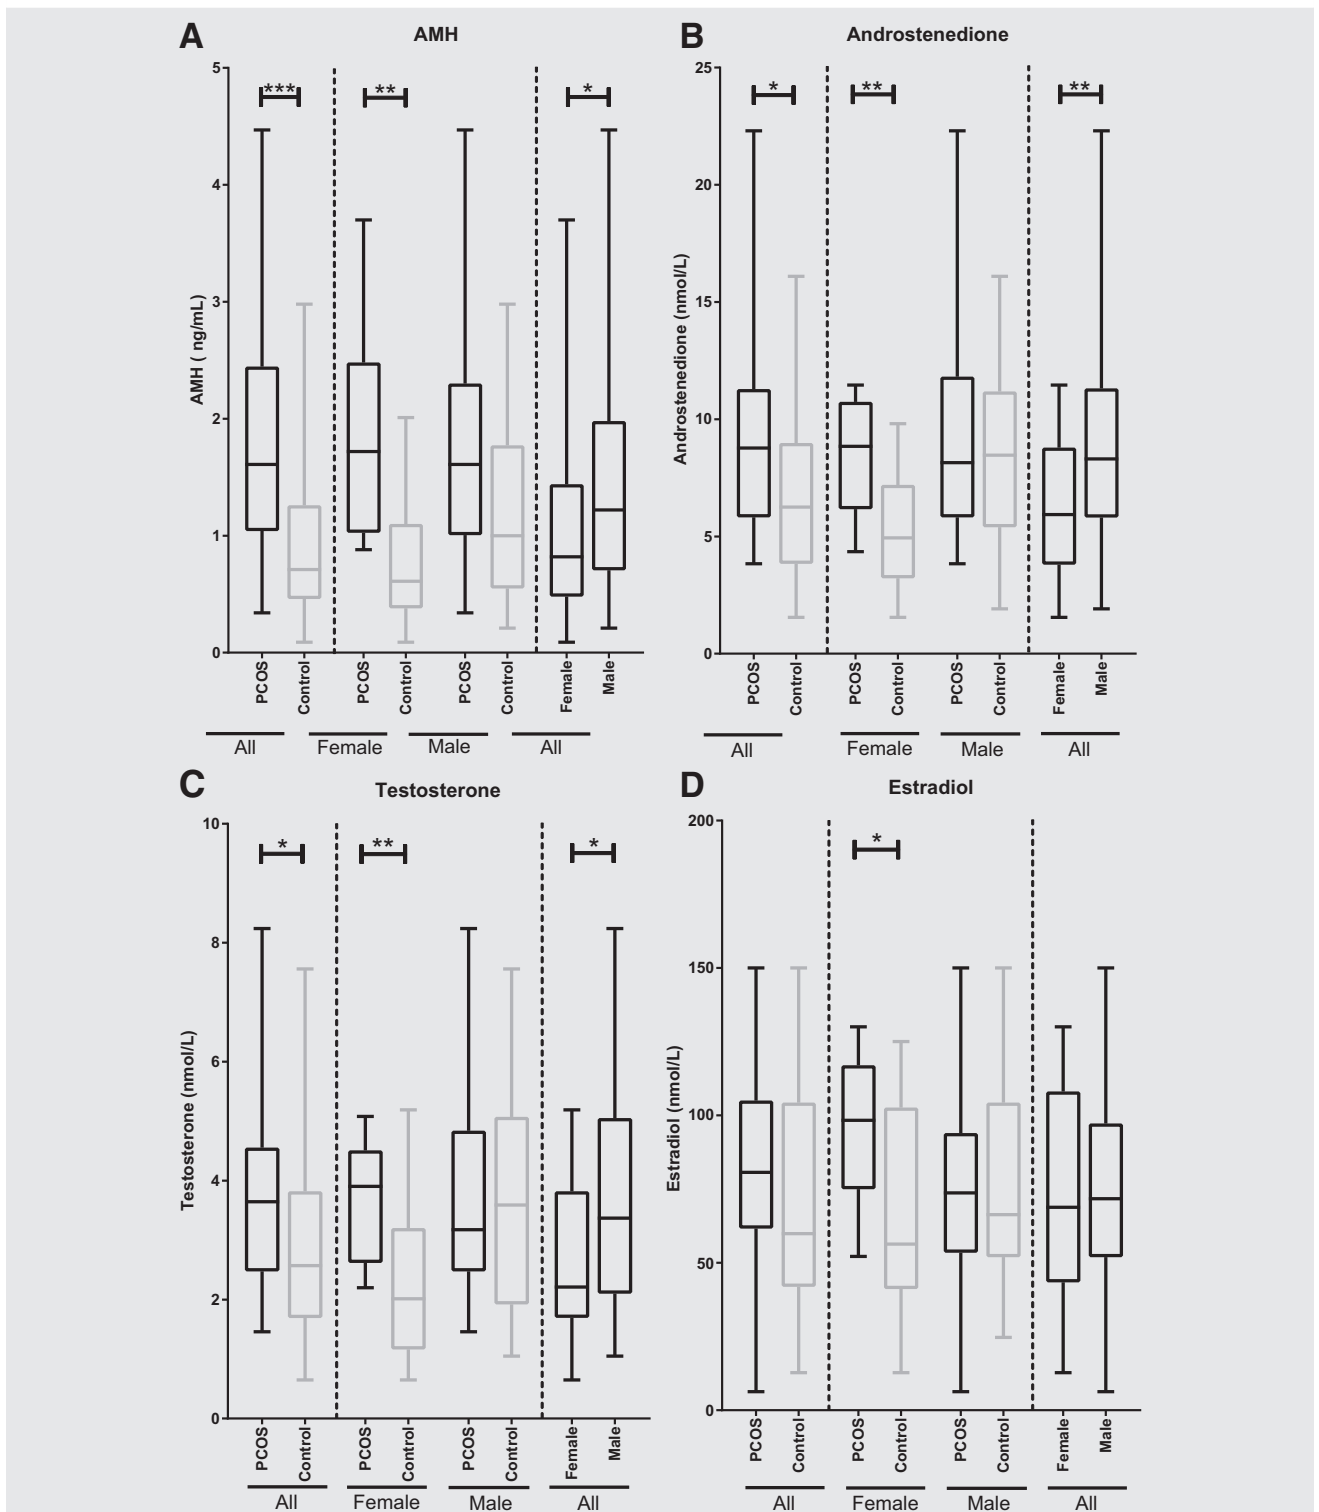 A
AMH
5
4
3
2
1
0
AMH ( ng/mL)
***
**
*
PCOS
Control
PCOS
Control
PCOS
Control
Female
Male
All
Female
Male
All
B
Androstenedione
25
20
15
10
5
0
Androstenedione (nmol/L)
*
**
**
PCOS
Control
PCOS
Control
PCOS
Control
Female
Male
All
Female
Male
All
C
Testosterone
10
8
6
4
2
0
Testosterone (nmol/L)
*
**
*
PCOS
Control
PCOS
Control
PCOS
Control
Female
Male
All
Female
Male
All
D
Estradiol
200
150
100
50
0
Estradiol (nmol/L)
*
PCOS
Control
PCOS
Control
PCOS
Control
Female
Male
All
Female
Male
All